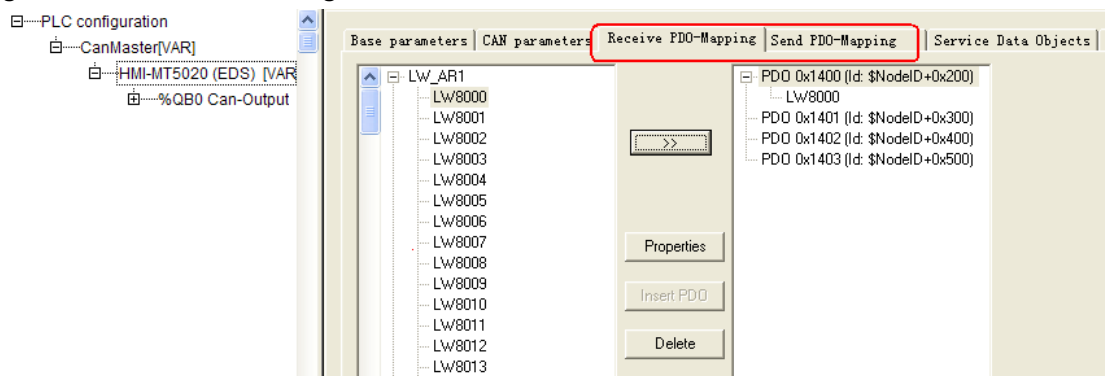 PLC configuration
CanMaster[VAR]
HMI-MT5020 (EDS) [VAR
%QB0 Can-Output
Base parameters
CAN parameters
Receive PDO-Mapping
Send PDO-Mapping
Service Data Objects
LW_AR1
LW8000
LW8001
LW8002
LW8003
LW8004
LW8005
LW8006
LW8007
LW8008
LW8009
LW8010
LW8011
LW8012
LW8013
>>
Properties
Insert PDO
Delete
PDO 0x1400 (Id: $NodeID+0x200)
LW8000
PDO 0x1401 (Id: $NodeID+0x300)
PDO 0x1402 (Id: $NodeID+0x400)
PDO 0x1403 (Id: $NodeID+0x500)